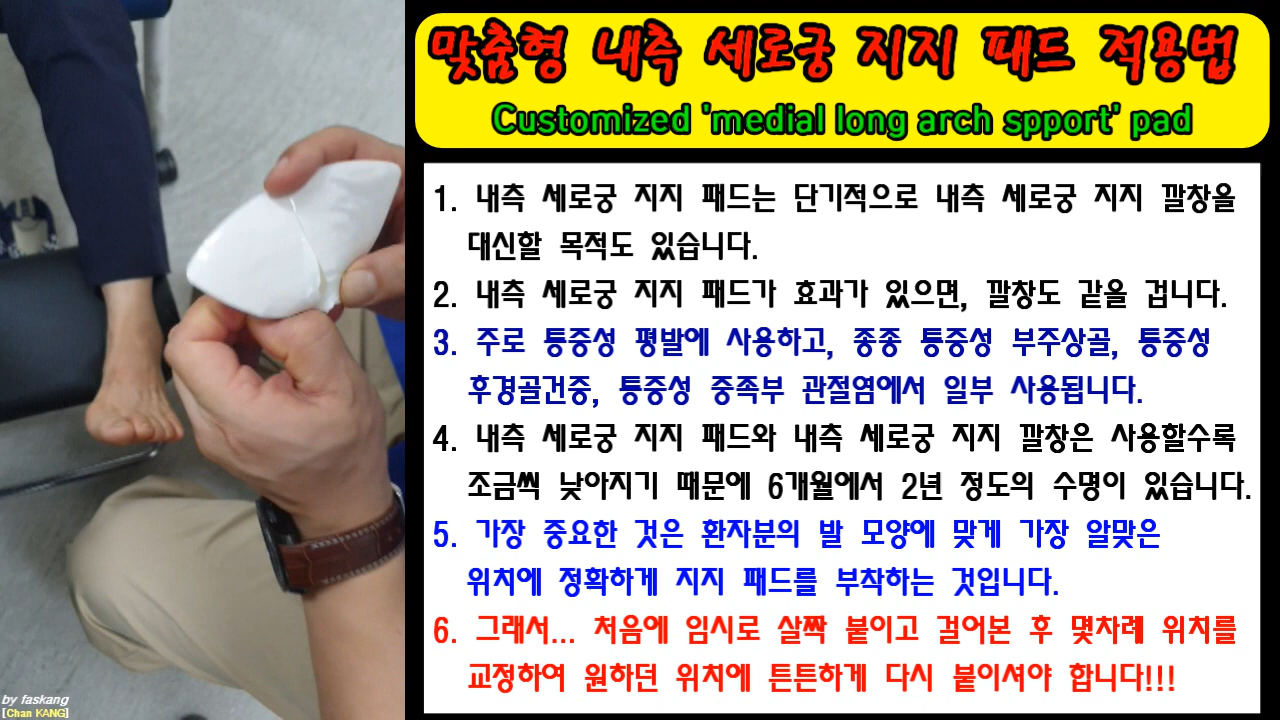 맞춤형 내측 세로궁 지지 패드 적용법
Customized 'medial long arch spport' pad
1. 내측 세로궁 지지 패드는 단기적으로 내측 세로궁 지지 깔창을
대신할 목적도 있습니다.
2. 내측 세로궁 지지 패드가 효과가 있으면, 깔창도 같을 겁니다.
3. 주로 통증성 평발에 사용하고, 종종 통증성 부주상골, 통증성
후경골건증, 통증성 중족부 관절염에서 일부 사용됩니다.
4. 내측 세로궁 지지 패드와 내측 세로궁 지지 깔창은 사용할수록
조금씩 낮아지기 때문에 6개월에서 2년 정도의 수명이 있습니다.
5. 가장 중요한 것은 환자분의 발 모양에 맞게 가장 알맞은
위치에 정확하게 지지 패드를 부착하는 것입니다.
6. 그래서... 처음에 임시로 살짝 붙이고 걸어본 후 몇차례 위치를
교정하여 원하던 위치에 튼튼하게 다시 붙이셔야 합니다!!!
by faskang
[Chan KANG]